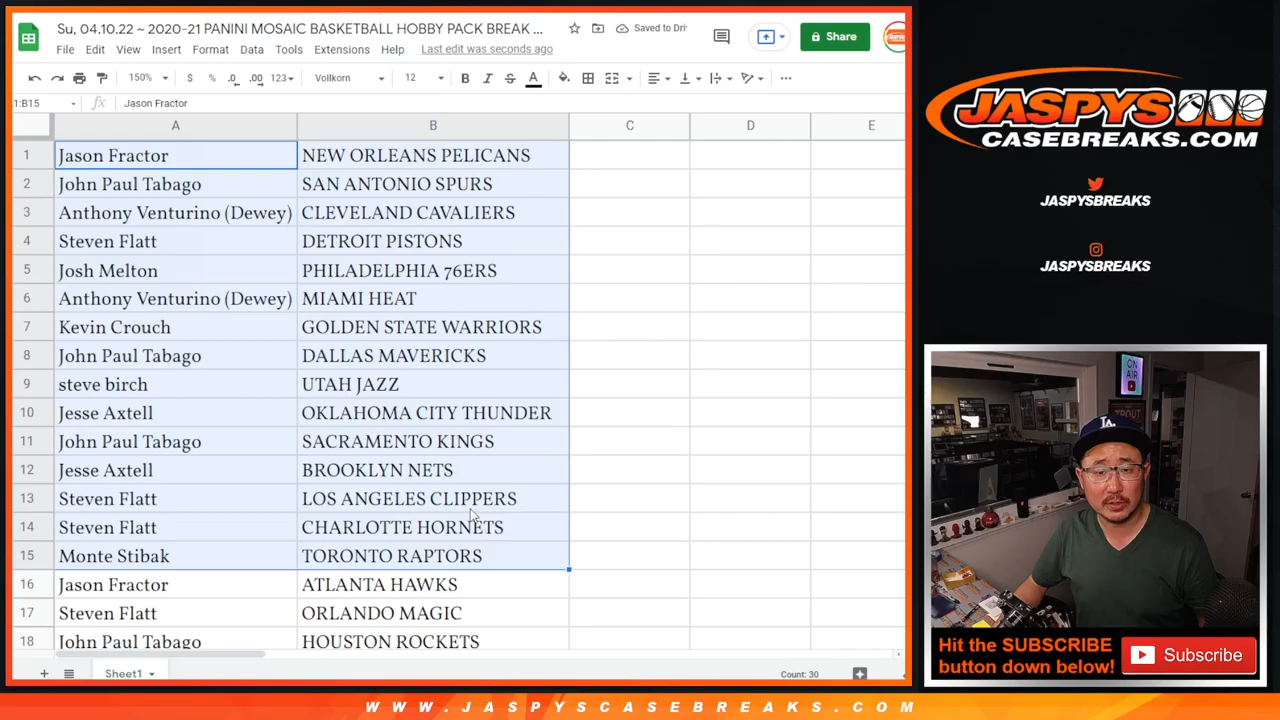 Su, 04.10.22 ~ 2020-21 PANINI MOSAIC BASKETBALL HOBBY PACK BREAK ...
Saved to Dri
Share
File Edit View Insert Format Data Tools Extensions Help Last edit was seconds ago
150% $ % .0 .00 123 Vollkorn 12 B I S A
1:B15 fx Jason Fractor
A B C D E
1 Jason Fractor NEW ORLEANS PELICANS
2 John Paul Tabago SAN ANTONIO SPURS
3 Anthony Venturino (Dewey) CLEVELAND CAVALIERS
4 Steven Flatt DETROIT PISTONS
5 Josh Melton PHILADELPHIA 76ERS
6 Anthony Venturino (Dewey) MIAMI HEAT
7 Kevin Crouch GOLDEN STATE WARRIORS
8 John Paul Tabago DALLAS MAVERICKS
9 steve birch UTAH JAZZ
10 Jesse Axtell OKLAHOMA CITY THUNDER
11 John Paul Tabago SACRAMENTO KINGS
12 Jesse Axtell BROOKLYN NETS
13 Steven Flatt LOS ANGELES CLIPPERS
14 Steven Flatt CHARLOTTE HORNETS
15 Monte Stibak TORONTO RAPTORS
16 Jason Fractor ATLANTA HAWKS
17 Steven Flatt ORLANDO MAGIC
18 John Paul Tabago HOUSTON ROCKETS
Sheet1
Count: 30
JASPYS
CASEBREAKS.COM
JASPYSBREAKS
JASPYSBREAKS
ON AIR
TROUT
LA
Hit the SUBSCRIBE
button down below!
Subscribe
WWW.JASPYSCASEBREAKS.COM